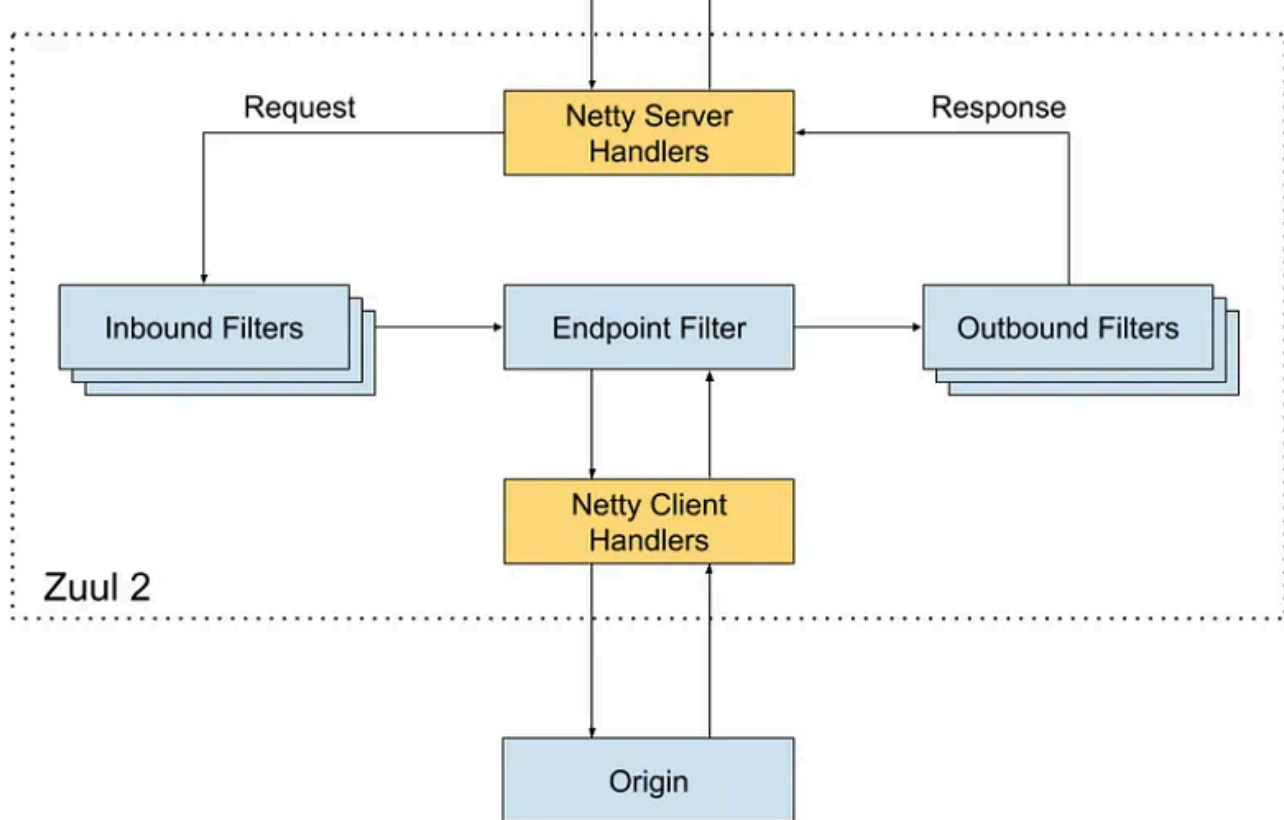 Request
Netty Server
Handlers
Response
Inbound Filters
Endpoint Filter
Outbound Filters
Netty Client
Handlers
Zuul 2
Origin